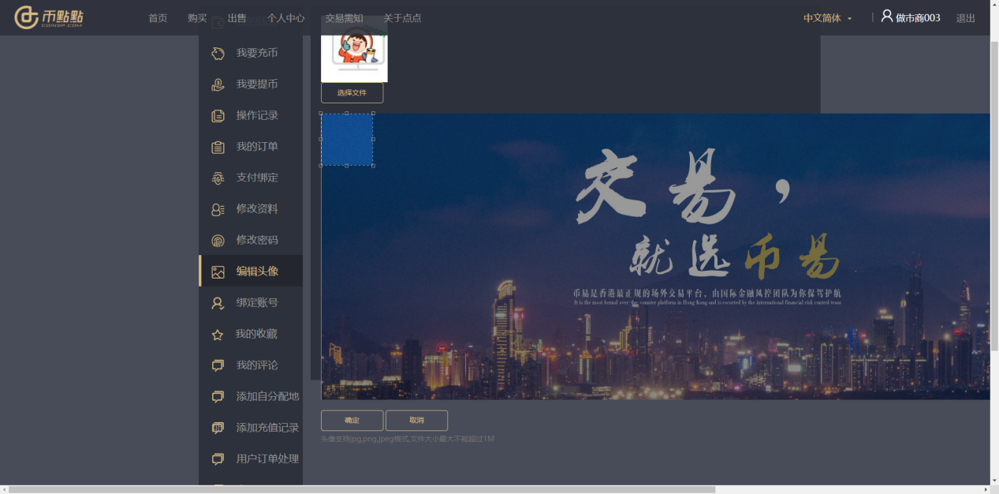 币點點
COIN2P.COM
首页
购买
出售
个人中心
交易需知
关于点点
中文简体
做市商003
退出
我要充币
我要提币
操作记录
我的订单
支付绑定
修改资料
修改密码
编辑头像
绑定账号
我的收藏
我的评论
添加自分配地
添加充值记录
用户订单处理
选择文件
交易，
就选币易
币易是香港最正规的场外交易平台，由国际金融风控团队为你保驾护航
It is the most formal over-the-counter platform in Hong Kong and is escorted by the international financial risk control team
确定
取消
头像支持jpg,png,jpeg格式,文件大小最大不能超过1M